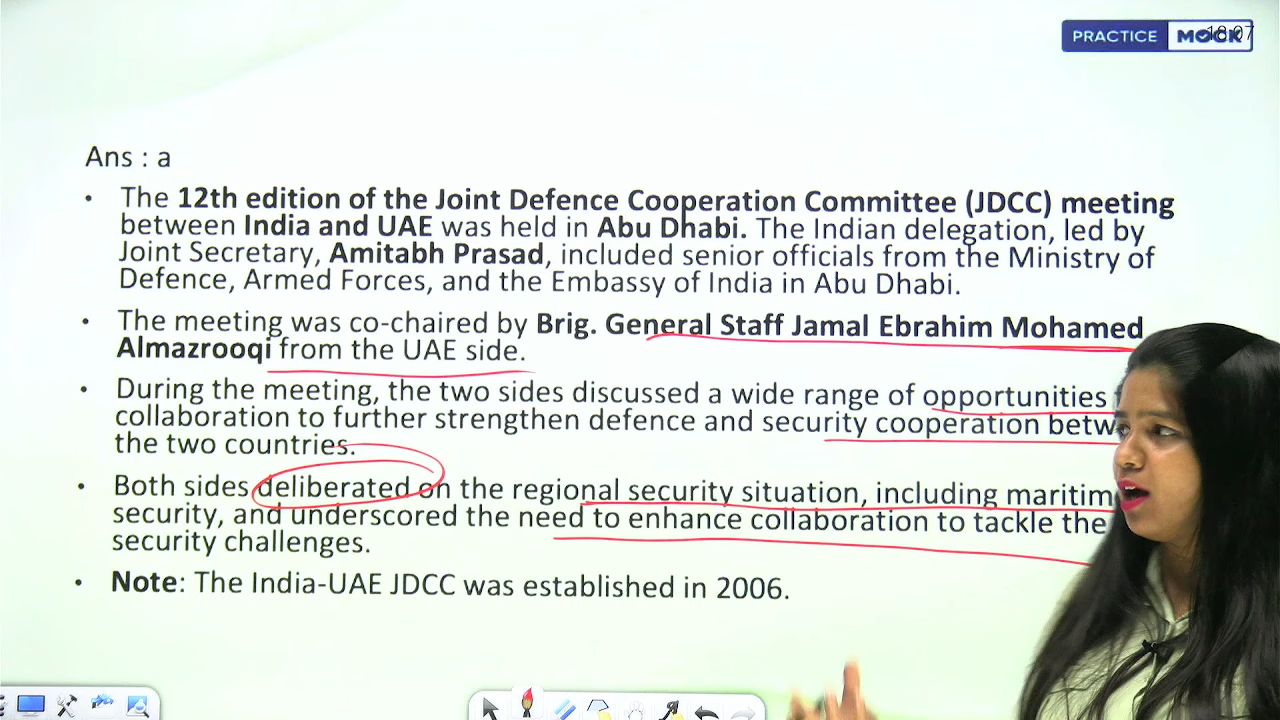 PRACTICE MOCK
18:07
Ans : a
• The 12th edition of the Joint Defence Cooperation Committee (JDCC) meeting
between India and UAE was held in Abu Dhabi. The Indian delegation, led by
Joint Secretary, Amitabh Prasad, included senior officials from the Ministry of
Defence, Armed Forces, and the Embassy of India in Abu Dhabi.
• The meeting was co-chaired by Brig. General Staff Jamal Ebrahim Mohamed
Almazrooqi from the UAE side.
• During the meeting, the two sides discussed a wide range of opportunities
collaboration to further strengthen defence and security cooperation betw
the two countries.
• Both sides deliberated on the regional security situation, including maritim
security, and underscored the need to enhance collaboration to tackle the
security challenges.
• Note: The India-UAE JDCC was established in 2006.